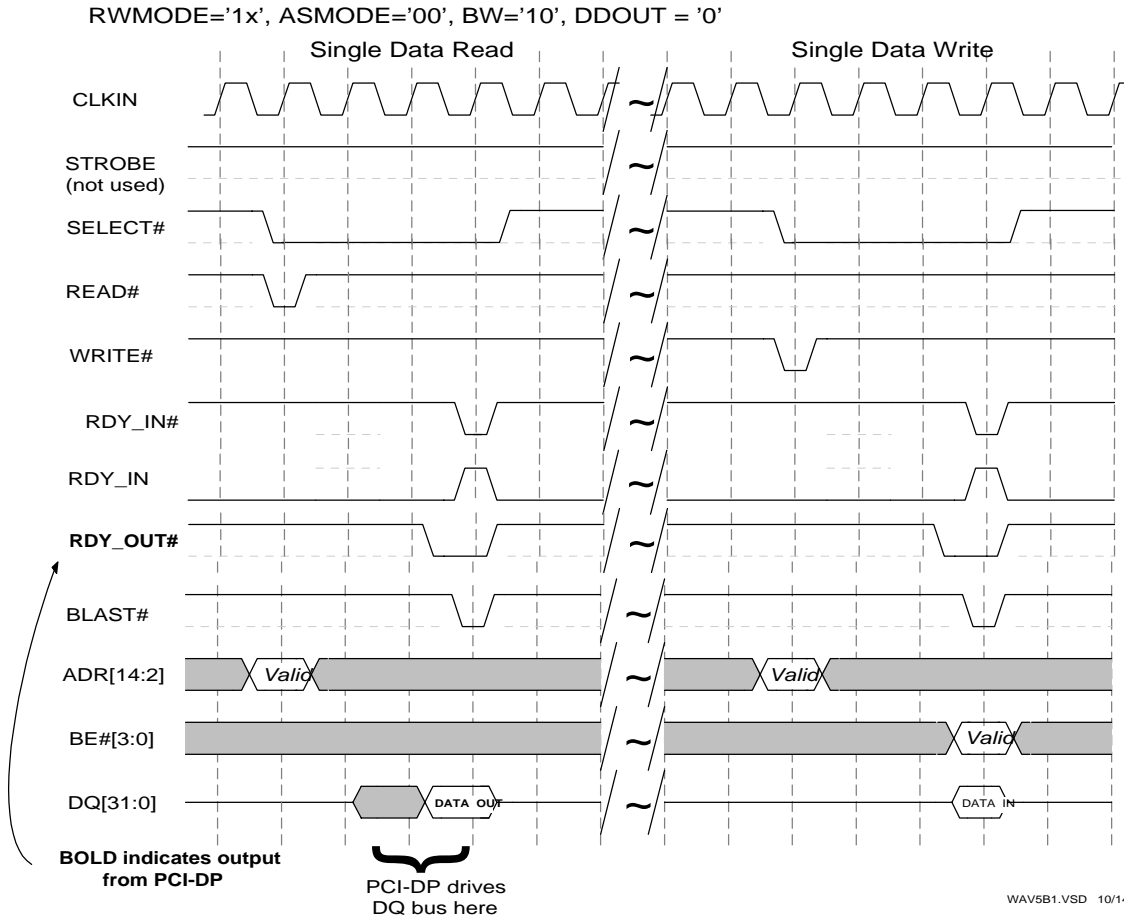 RWMODE='1x', ASMODE='00', BW='10', DDOUT = '0'
Single Data Read
Single Data Write
CLKIN
~
~
STROBE
(not used)
~
SELECT#
~
READ#
~
WRITE#
~
RDY_IN#
~
RDY_IN
~
RDY_OUT#
~
BLAST#
~
ADR[14:2]
Valid
~
Valid
BE#[3:0]
~
Valid
DQ[31:0]
DATA OUT
~
DATA IN
BOLD indicates output
from PCI-DP
PCI-DP drives
DQ bus here
WAV5B1.VSD 10/14